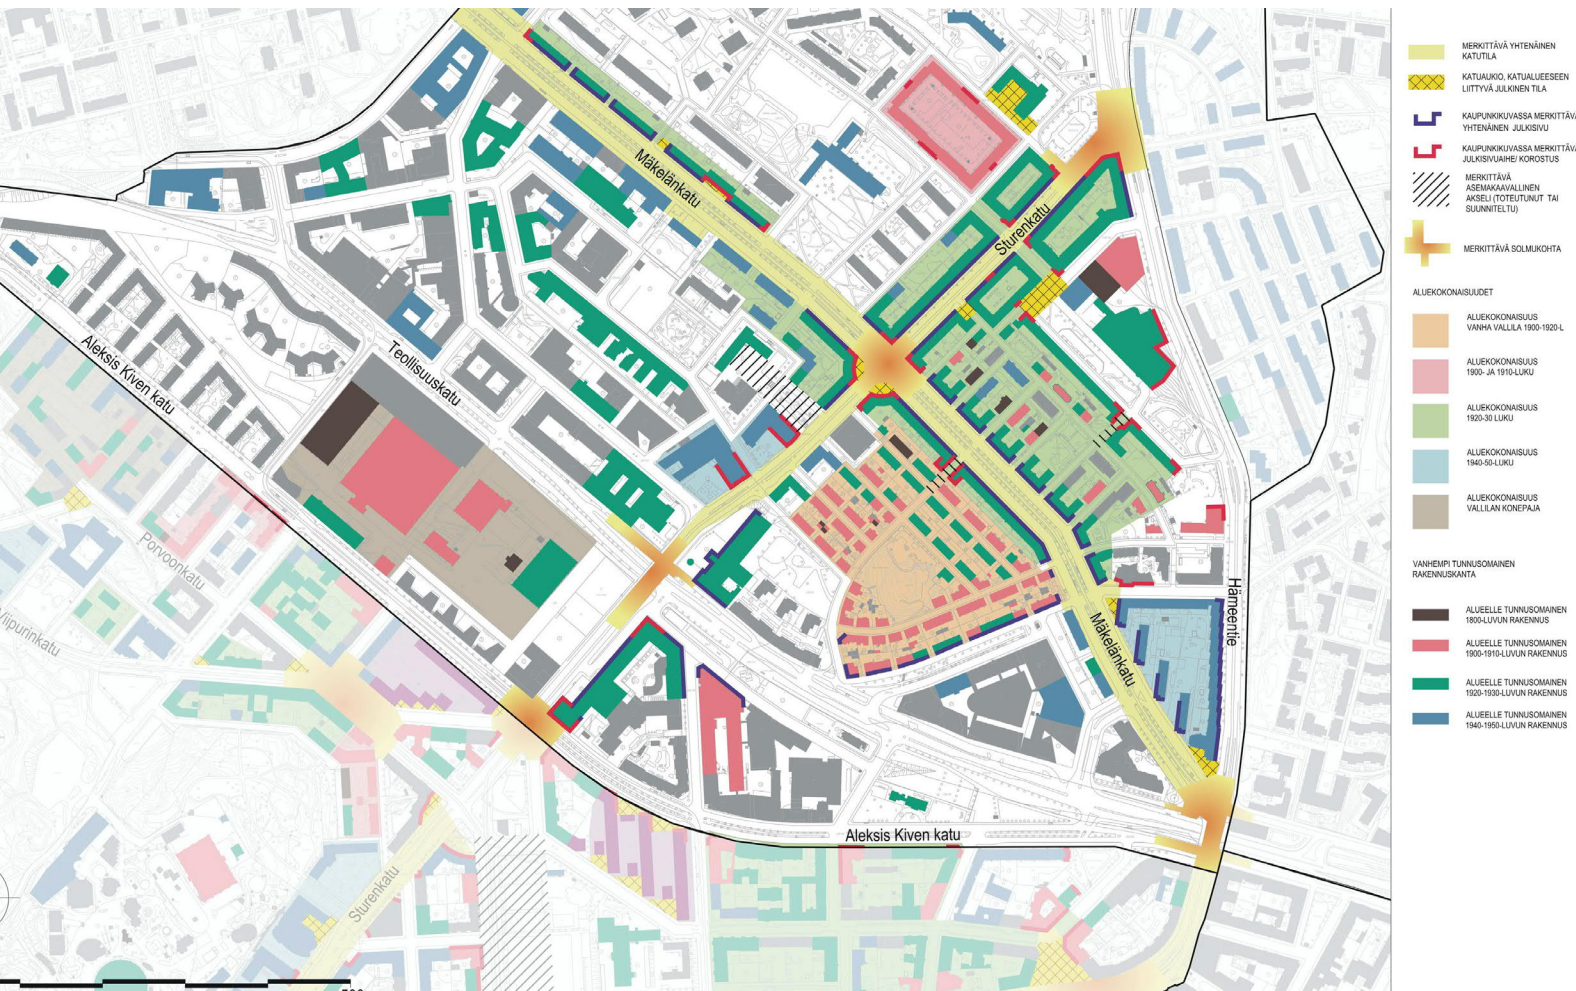 Mäkelänkatu
Sturenkatu
Aleksis Kiven katu
Teollisuuskatu
Porvoonkatu
Viipurinkatu
Mäkelänkatu
Hämeentie
Aleksis Kiven katu
Sturenkatu
MERKITTÄVÄ YHTENÄINEN
KATUTILA
KATUAUKIO, KATUALUEESEEN
LIITTYVÄ JULKINEN TILA
KAUPUNKIKUVASSA MERKITTÄVÄ
YHTENÄINEN JULKISIVU
KAUPUNKIKUVASSA MERKITTÄVÄ
JULKISIVUAIHE/ KOROSTUS
MERKITTÄVÄ
ASEMAKAAVALLINEN
AKSELI (TOTEUTUNUT TAI
SUUNNITELTU)
MERKITTÄVÄ SOLMUKOHTA
ALUEKOKONAISUUDET
ALUEKOKONAISUUS
VANHA VALLILA 1900-1920-L
ALUEKOKONAISUUS
1900- JA 1910-LUKU
ALUEKOKONAISUUS
1920-30 LUKU
ALUEKOKONAISUUS
1940-50-LUKU
ALUEKOKONAISUUS
VALLILAN KONEPAJA
VANHEMPI TUNNUSOMAINEN
RAKENNUSKANTA
ALUEELLE TUNNUSOMAINEN
1800-LUVUN RAKENNUS
ALUEELLE TUNNUSOMAINEN
1900-1910-LUVUN RAKENNUS
ALUEELLE TUNNUSOMAINEN
1920-1930-LUVUN RAKENNUS
ALUEELLE TUNNUSOMAINEN
1940-1950-LUVUN RAKENNUS